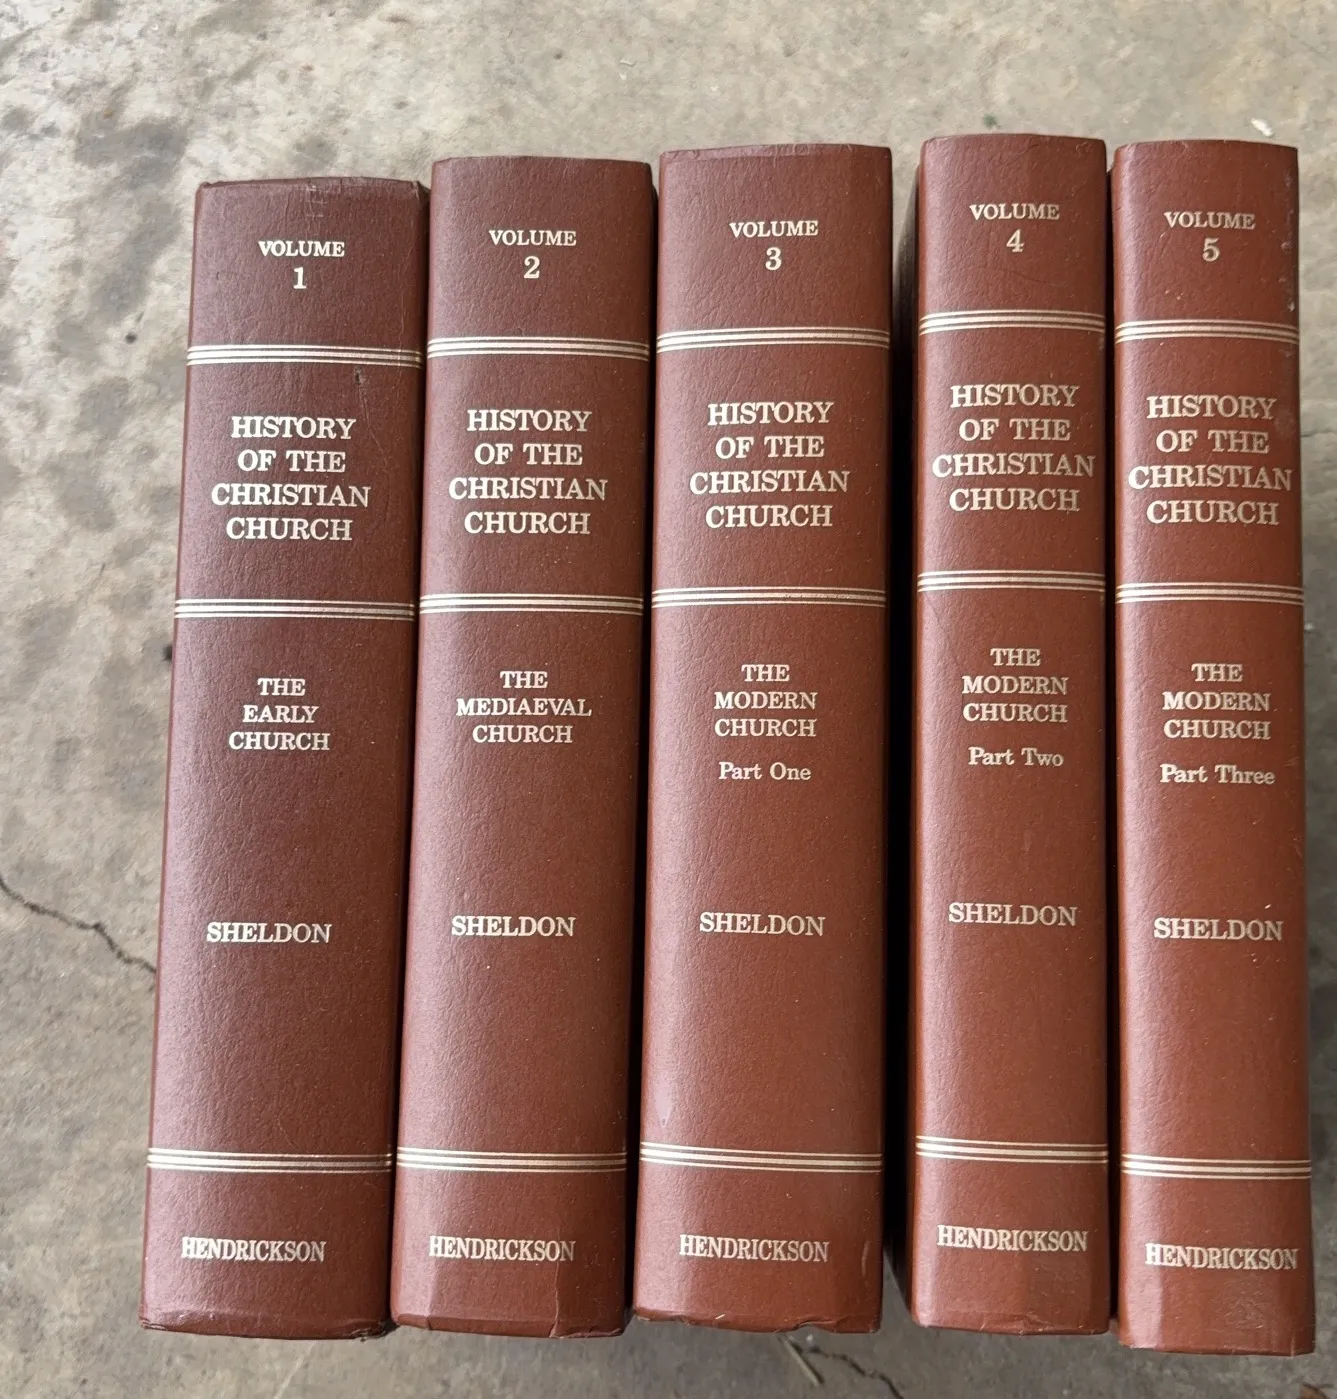 VOLUME
1
HISTORY
OF THE
CHRISTIAN
CHURCH
THE
EARLY
CHURCH
SHELDON
HENDRICKSON
VOLUME
2
HISTORY
OF THE
CHRISTIAN
CHURCH
THE
MEDIAEVAL
CHURCH
SHELDON
HENDRICKSON
VOLUME
3
HISTORY
OF THE
CHRISTIAN
CHURCH
THE
MODERN
CHURCH
Part One
SHELDON
HENDRICKSON
VOLUME
4
HISTORY
OF THE
CHRISTIAN
CHURCH
THE
MODERN
CHURCH
Part Two
SHELDON
HENDRICKSON
VOLUME
5
HISTORY
OF THE
CHRISTIAN
CHURCH
THE
MODERN
CHURCH
Part Three
SHELDON
HENDRICKSON